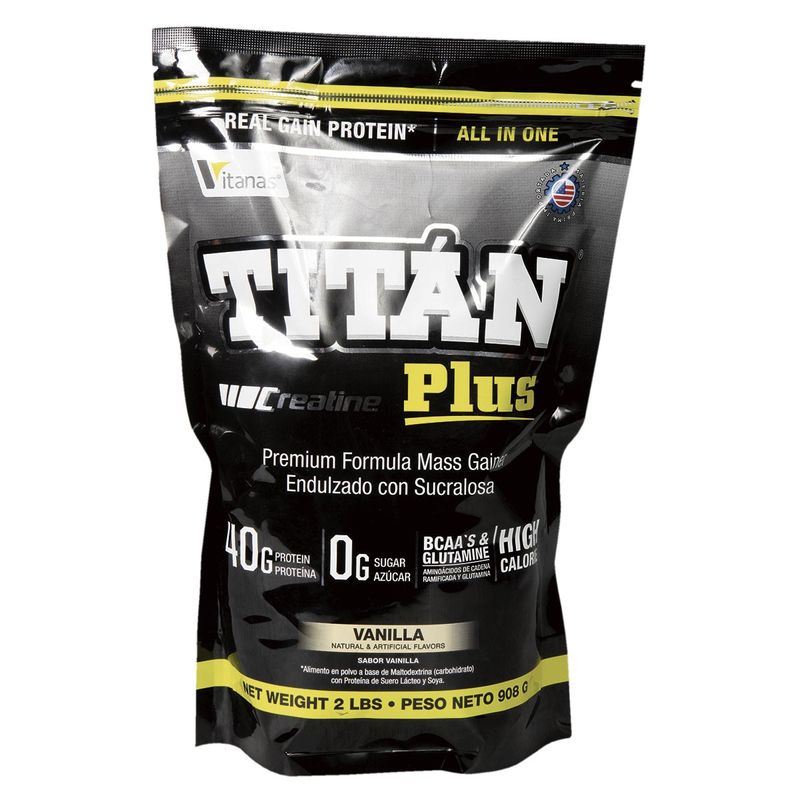 REAL GAIN PROTEIN* ALL IN ONE
Vitanas®
TITÁN®
Plus
Creatine
Premium Formula Mass Gainer
Endulzado con Sucralosa
40G PROTEIN PROTEÍNA
0G SUGAR AZÚCAR
BCAA`S & GLUTAMINE
AMINOÁCIDOS DE CADENA
RAMIFICADA Y GLUTAMINA
HIGH
CALORIE
VANILLA
NATURAL & ARTIFICIAL FLAVORS
SABOR VAINILLA
*Alimento en polvo a base de Maltodextrina (carbohidrato)
con Proteína de Suero Lácteo y Soya.
NET WEIGHT 2 LBS • PESO NETO 908 G